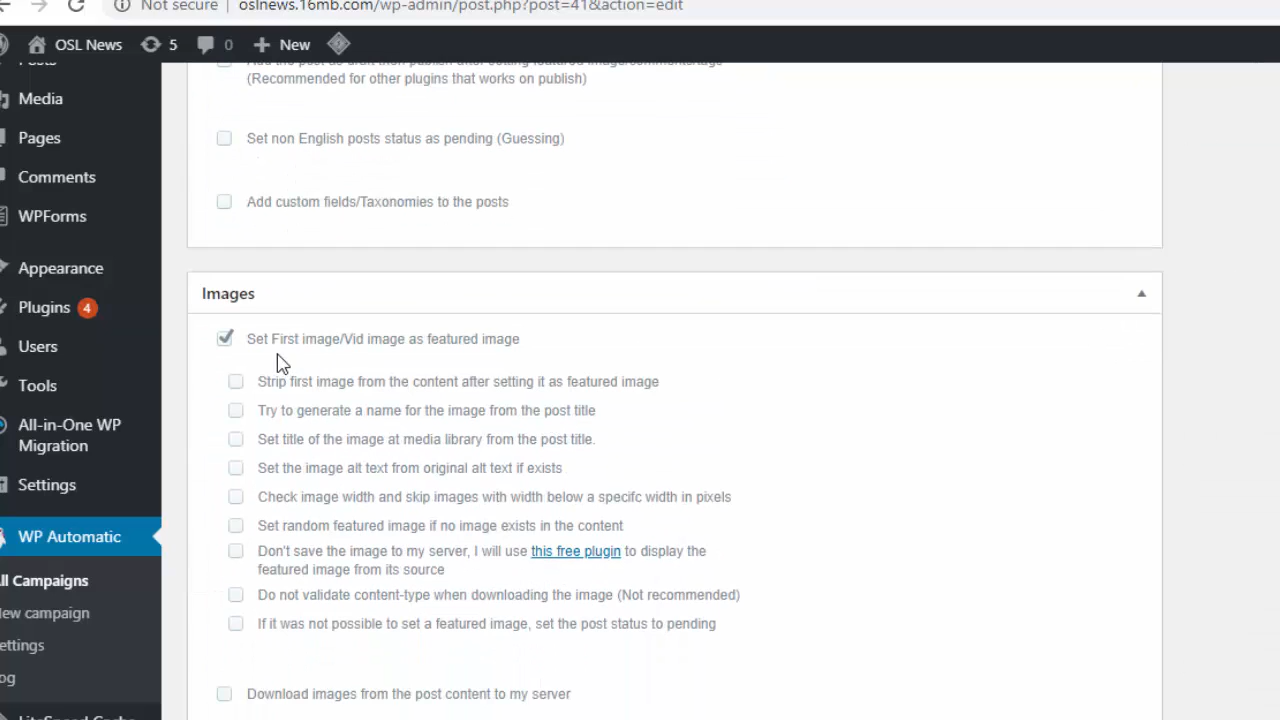 Not secure | oslnews.16mb.com/wp-admin/post.php?post=41&action=edit
OSL News 5 0 New
Posts
Media
Pages
Comments
WPForms
Appearance
Plugins 4
Users
Tools
All-in-One WP
Migration
Settings
WP Automatic
ll Campaigns
ew campaign
ettings
og
LiteSpeed Cache
Add the post as draft then publish after setting featured image/comments/tags
(Recommended for other plugins that works on publish)
Set non English posts status as pending (Guessing)
Add custom fields/Taxonomies to the posts
Images
Set First image/Vid image as featured image
Strip first image from the content after setting it as featured image
Try to generate a name for the image from the post title
Set title of the image at media library from the post title.
Set the image alt text from original alt text if exists
Check image width and skip images with width below a specifc width in pixels
Set random featured image if no image exists in the content
Don't save the image to my server, I will use this free plugin to display the
featured image from its source
Do not validate content-type when downloading the image (Not recommended)
If it was not possible to set a featured image, set the post status to pending
Download images from the post content to my server